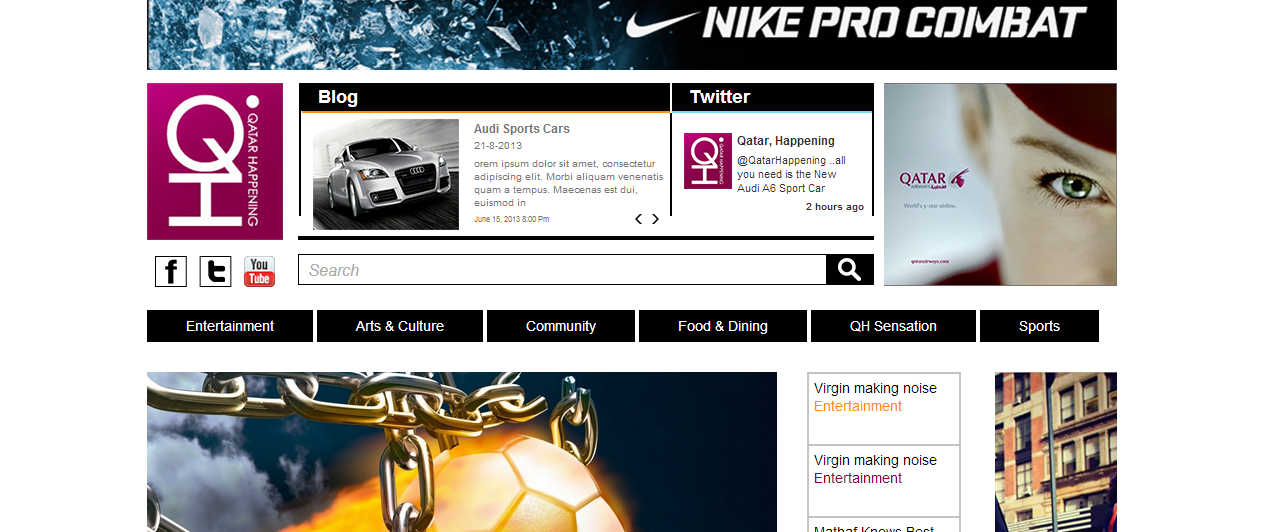 NIKE PRO COMBAT
QH
QATAR HAPPENING
Blog
Audi Sports Cars
21-8-2013
orem ipsum dolor sit amet, consectetur
adipiscing elit. Morbi aliquam venenatis
quam a tempus. Maecenas est dui,
euismod in
June 15, 2013 8:00 Pm
Twitter
QH
QATAR HAPPENING
Qatar, Happening
@QatarHappening ..all
you need is the New
Audi A6 Sport Car
2 hours ago
QATAR
AIRWAYS القطرية
World's 5-star airline.
qatarairways.com
f
t
You
Tube
Search
Entertainment
Arts & Culture
Community
Food & Dining
QH Sensation
Sports
Virgin making noise
Entertainment
Virgin making noise
Entertainment
Mathaf Knows Best